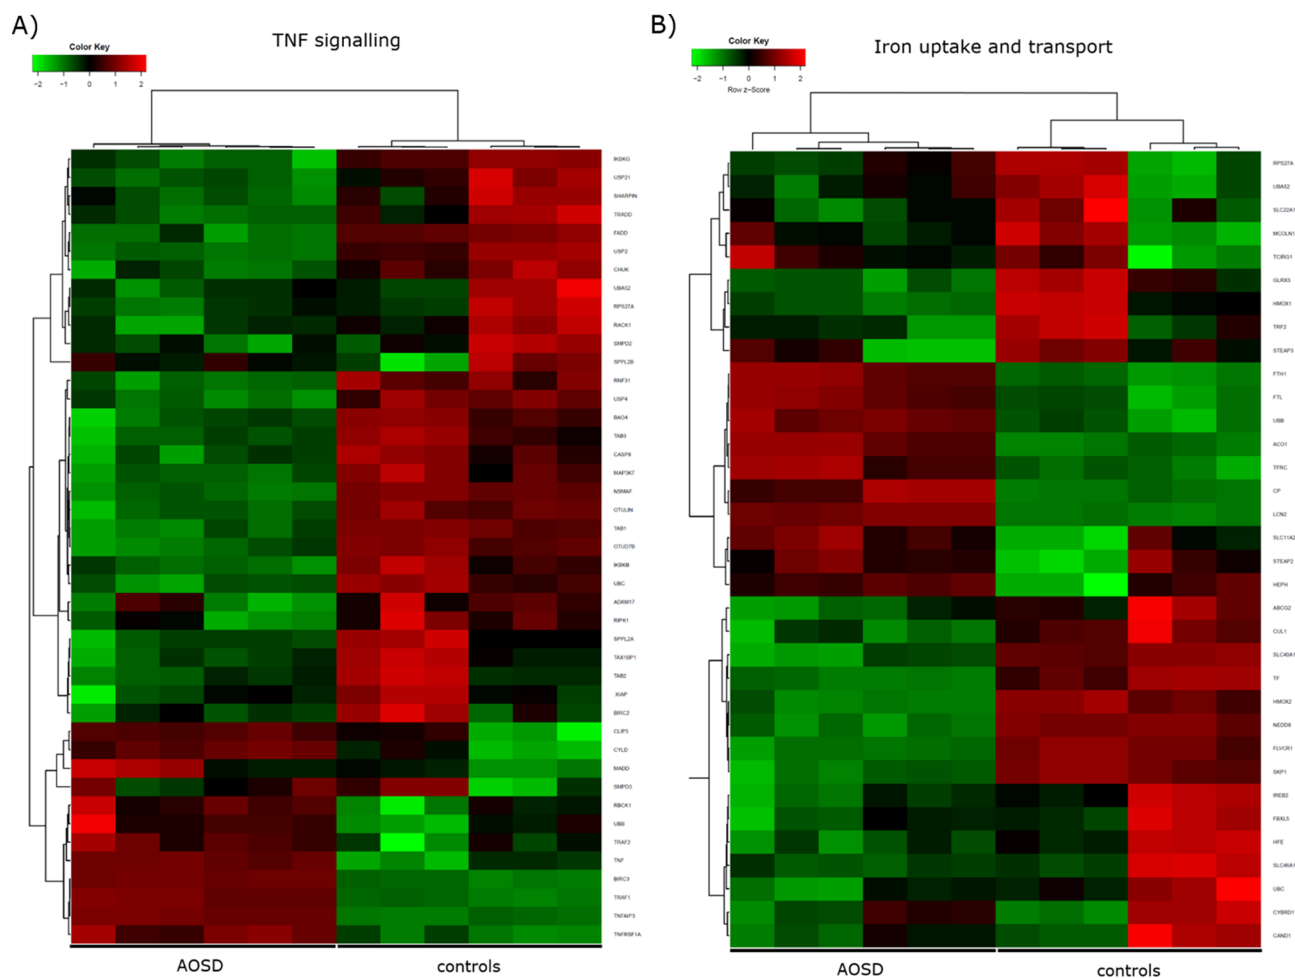 A)
TNF signalling
Color Key
-2 -1 0 1 2
IKBKG
USP21
SHARPIN
TRADD
FADD
USP2
CHUK
UBA52
RPS27A
RACK1
SMPD2
SPPL2B
RNF31
USP4
BAG4
TAB3
CASP8
MAP3K7
NSMAF
OTULIN
TAB1
OTUD7B
IKBKB
UBC
ADAM17
RIPK1
SPPL2A
TAX1BP1
TAB2
XIAP
BIRC2
CLIP3
CYLD
MADD
SMPD3
RBCK1
UBB
TRAF2
TNF
BIRC3
TRAF1
TNFAIP3
TNFRSF1A
AOSD controls
B)
Iron uptake and transport
Color Key
-2 -1 0 1 2
Row z-Score
RPS27A
UBA52
SLC22A1
MCOLN1
TCIRG1
GLRX3
HMOX1
TRF2
STEAP3
FTH1
FTL
UBB
ACO1
TFRC
CP
LCN2
SLC11A2
STEAP2
HEPH
ABCG2
CUL1
SLC40A1
TF
HMOX2
NEDD8
FLVCR1
SKP1
IREB2
FBXL5
HFE
SLC46A1
UBC
CYBRD1
CAND1
AOSD controls